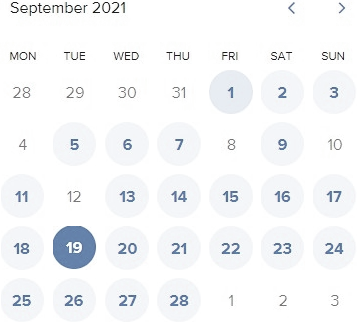 September 2021
MON TUE WED THU FRI SAT SUN
28 29 30 31 1 2 3
4 5 6 7 8 9 10
11 12 13 14 15 16 17
18 19 20 21 22 23 24
25 26 27 28 1 2 3